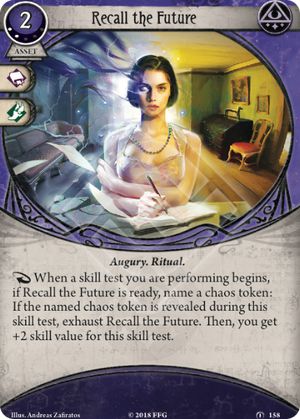 Recall the Future
2
ASSET
Augury. Ritual.
When a skill test you are performing begins,
if Recall the Future is ready, name a chaos token:
If the named chaos token is revealed during
this skill test, exhaust Recall the Future. Then, you get
+2 skill value for this skill test.
Illus. Andreas Zafiratos © 2018 FFG 158